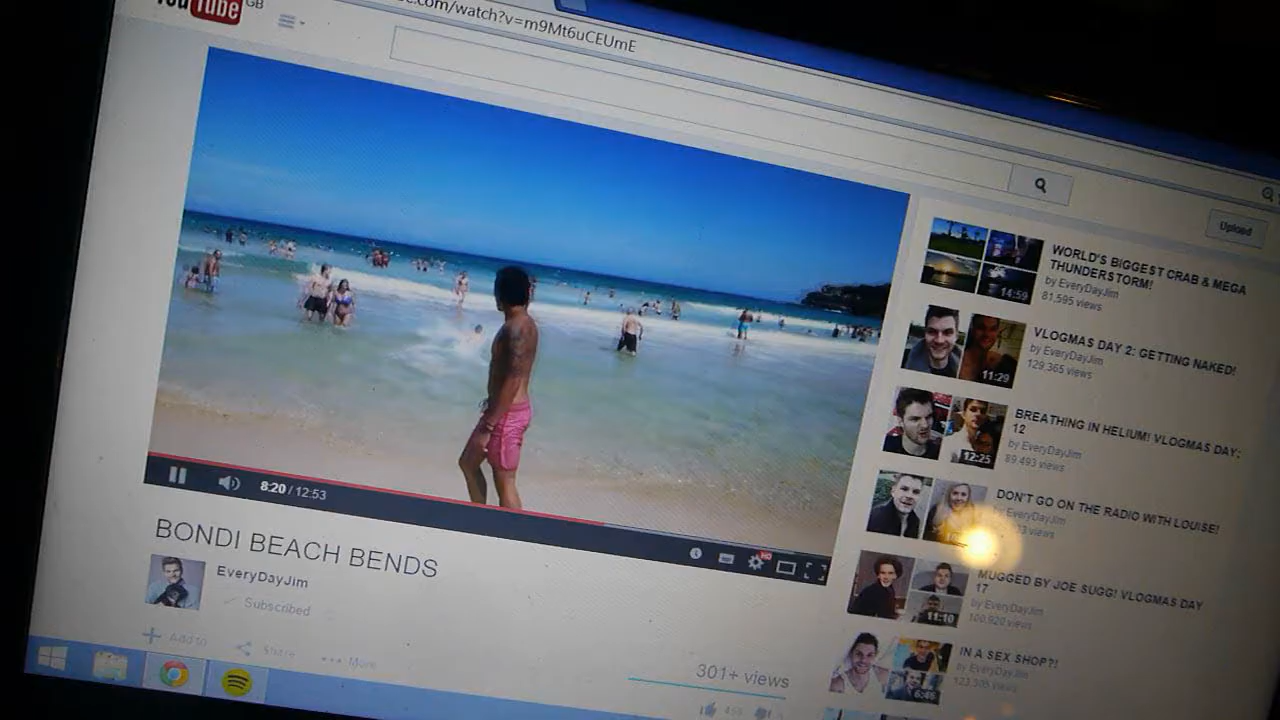 YouTube GB
.com/watch?v=m9Mt6uCEUmE
Upload
8:20 / 12:53
HD
BONDI BEACH BENDS
EveryDayJim
Subscribed
Add to
Share
More
301+ views
14:59
WORLD'S BIGGEST CRAB & MEGA
THUNDERSTORM!
by EveryDayJim
81,595 views
11:29
VLOGMAS DAY 2: GETTING NAKED!
by EveryDayJim
129,365 views
12:25
BREATHING IN HELIUM! VLOGMAS DAY:
12
by EveryDayJim
89,493 views
DON'T GO ON THE RADIO WITH LOUISE!
EveryDayJim
views
11:10
MUGGED BY JOE SUGG! VLOGMAS DAY
17
by EveryDayJim
100,920 views
6:46
IN A SEX SHOP?!
by EveryDayJim
123,305 views